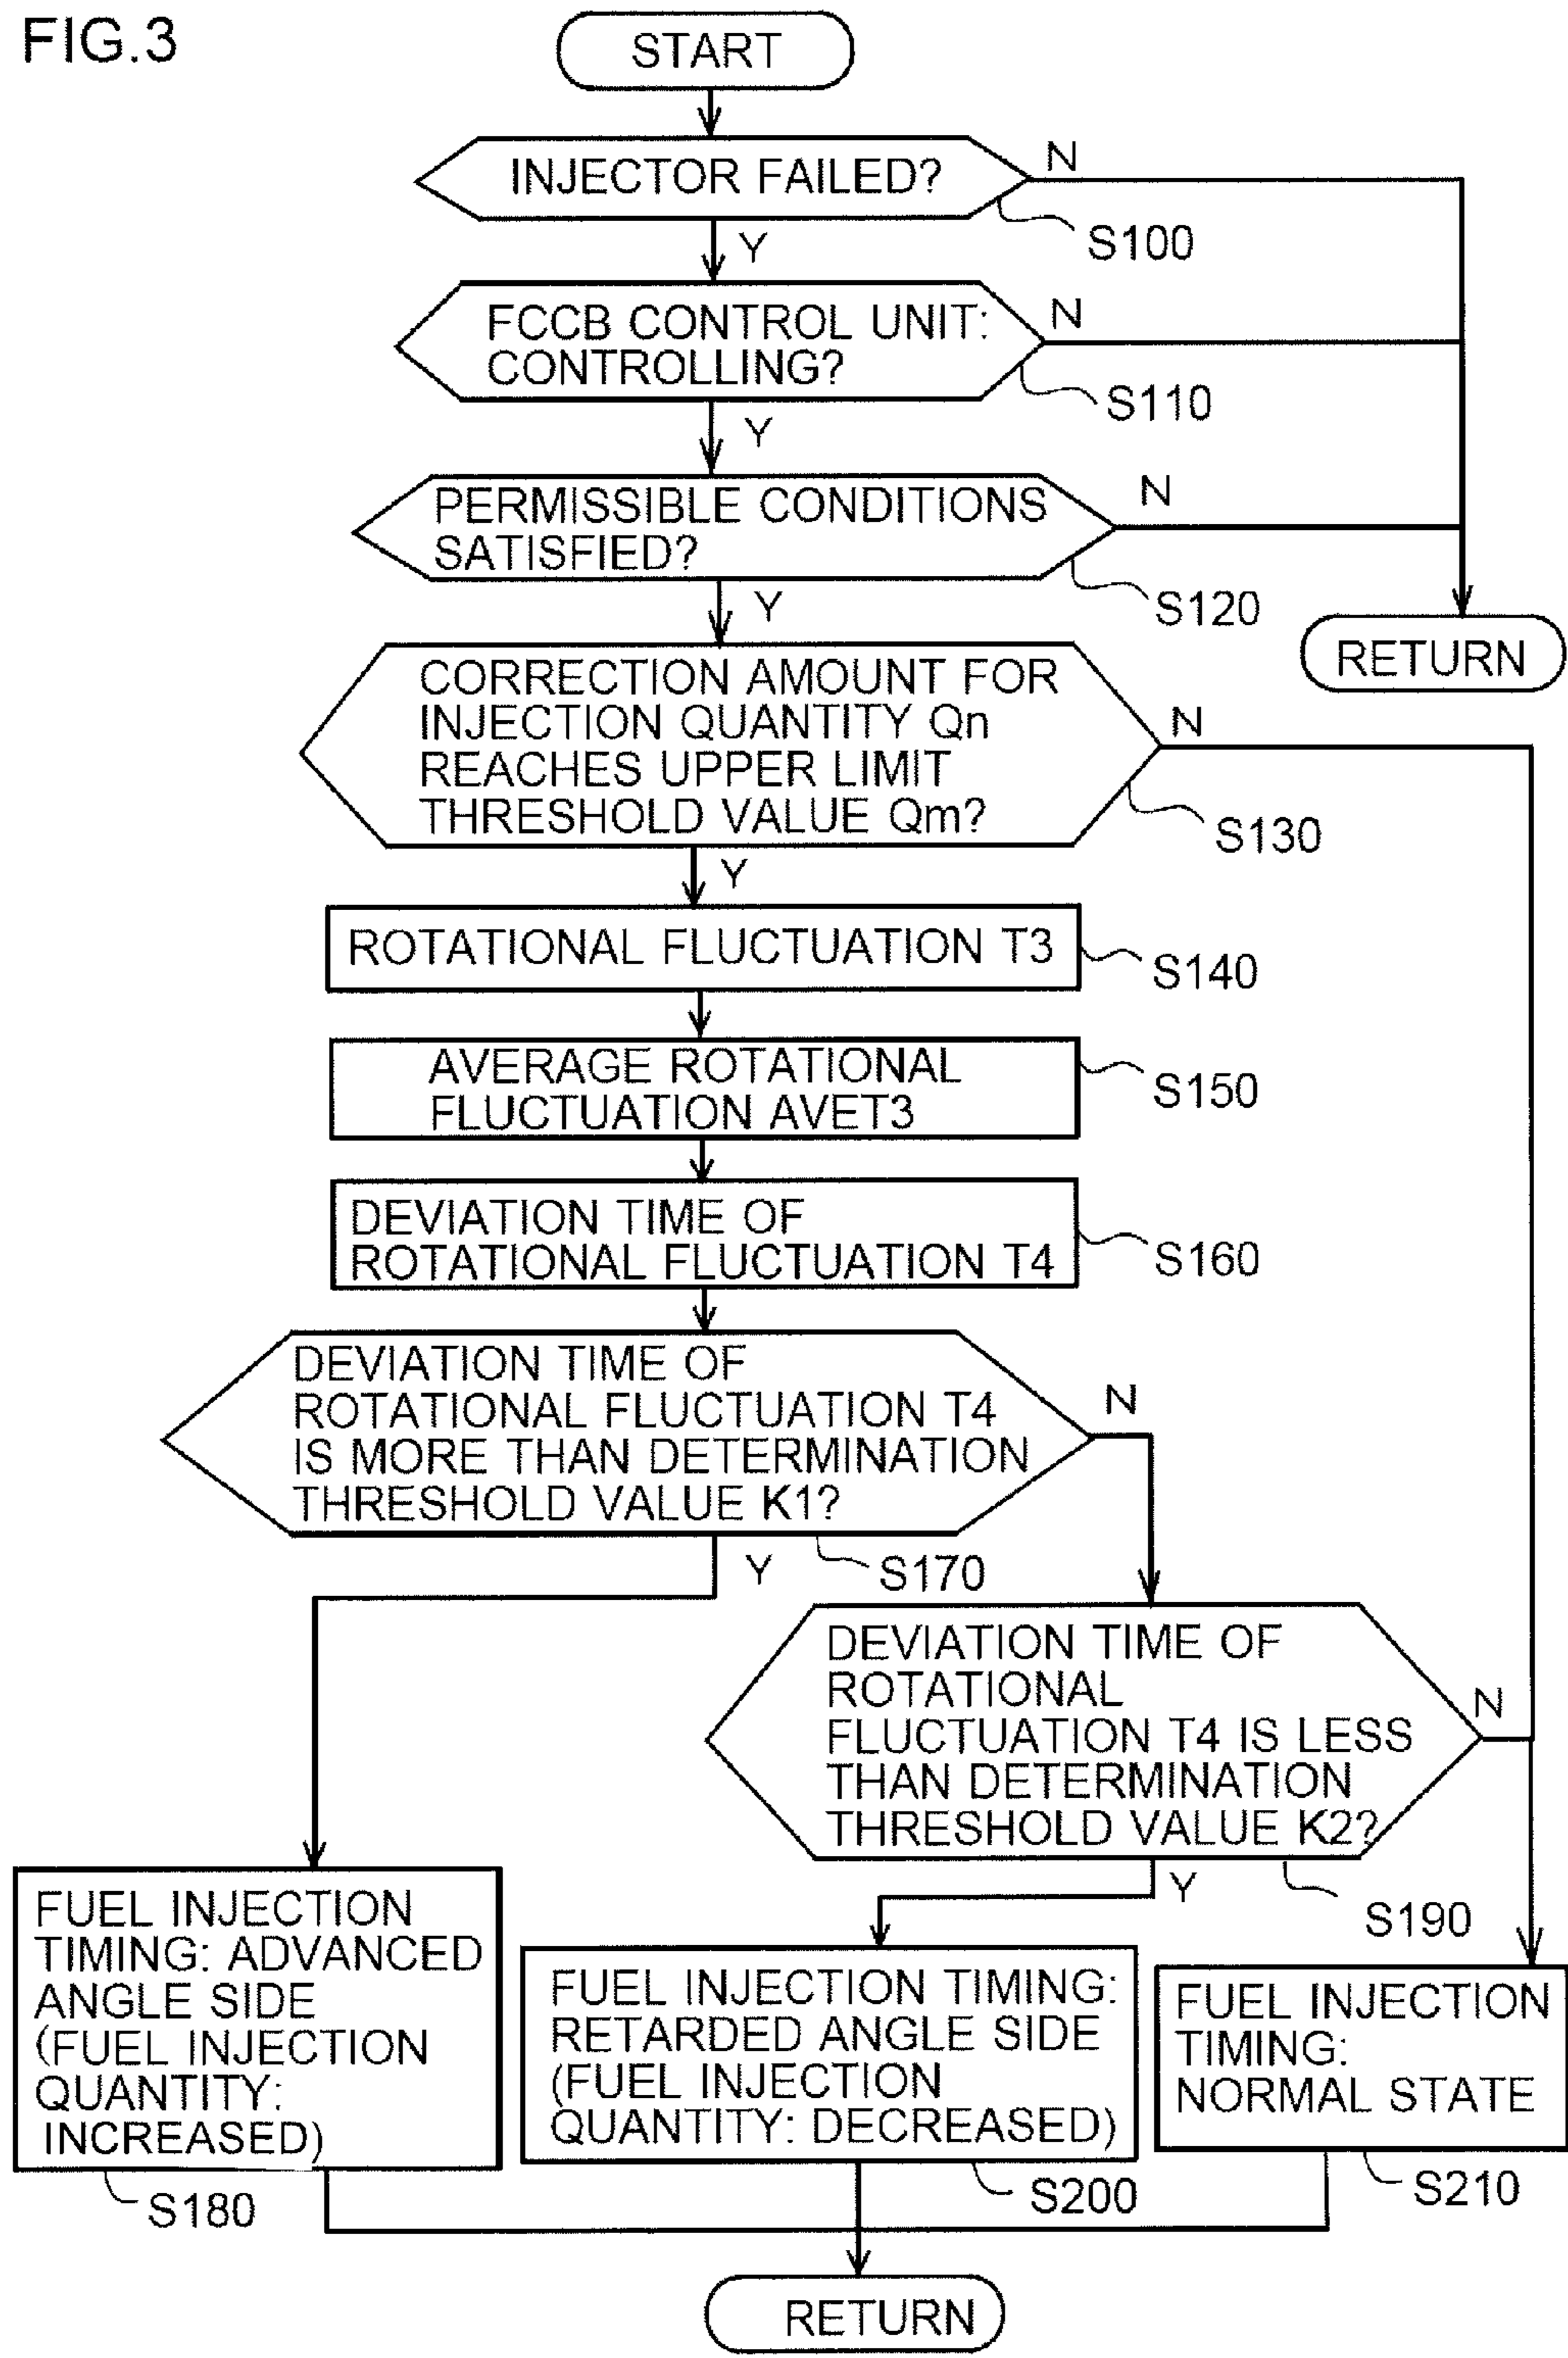 FIG.3
START
INJECTOR FAILED?
N
S100
Y
FCCB CONTROL UNIT:
CONTROLLING?
N
S110
Y
PERMISSIBLE CONDITIONS
SATISFIED?
N
S120
Y
RETURN
CORRECTION AMOUNT FOR
INJECTION QUANTITY Qn
REACHES UPPER LIMIT
THRESHOLD VALUE Qm?
N
S130
Y
ROTATIONAL FLUCTUATION T3
S140
AVERAGE ROTATIONAL
FLUCTUATION AVET3
S150
DEVIATION TIME OF
ROTATIONAL FLUCTUATION T4
S160
DEVIATION TIME OF
ROTATIONAL FLUCTUATION T4
IS MORE THAN DETERMINATION
THRESHOLD VALUE K1?
N
Y
S170
DEVIATION TIME OF
ROTATIONAL
FLUCTUATION T4 IS LESS
THAN DETERMINATION
THRESHOLD VALUE K2?
N
Y
S190
FUEL INJECTION
TIMING: ADVANCED
ANGLE SIDE
(FUEL INJECTION
QUANTITY:
INCREASED)
S180
FUEL INJECTION TIMING:
RETARDED ANGLE SIDE
(FUEL INJECTION
QUANTITY: DECREASED)
S200
FUEL INJECTION
TIMING:
NORMAL STATE
S210
RETURN